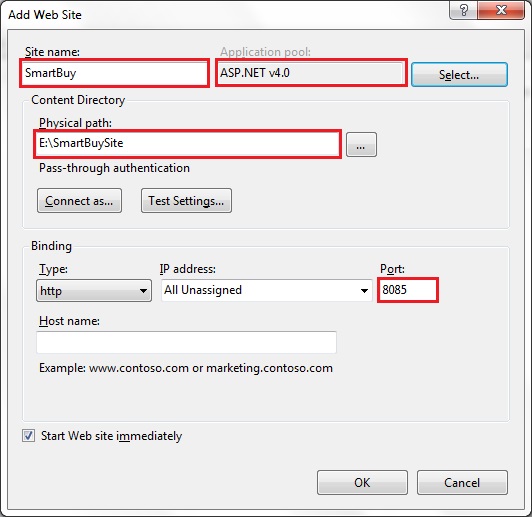 Add Web Site
Site name: Application pool:
SmartBuy ASP.NET v4.0 Select...
Content Directory
Physical path:
E:\SmartBuySite ...
Pass-through authentication
Connect as... Test Settings...
Binding
Type: IP address: Port:
http All Unassigned 8085
Host name:
Example: www.contoso.com or marketing.contoso.com
Start Web site immediately
OK Cancel